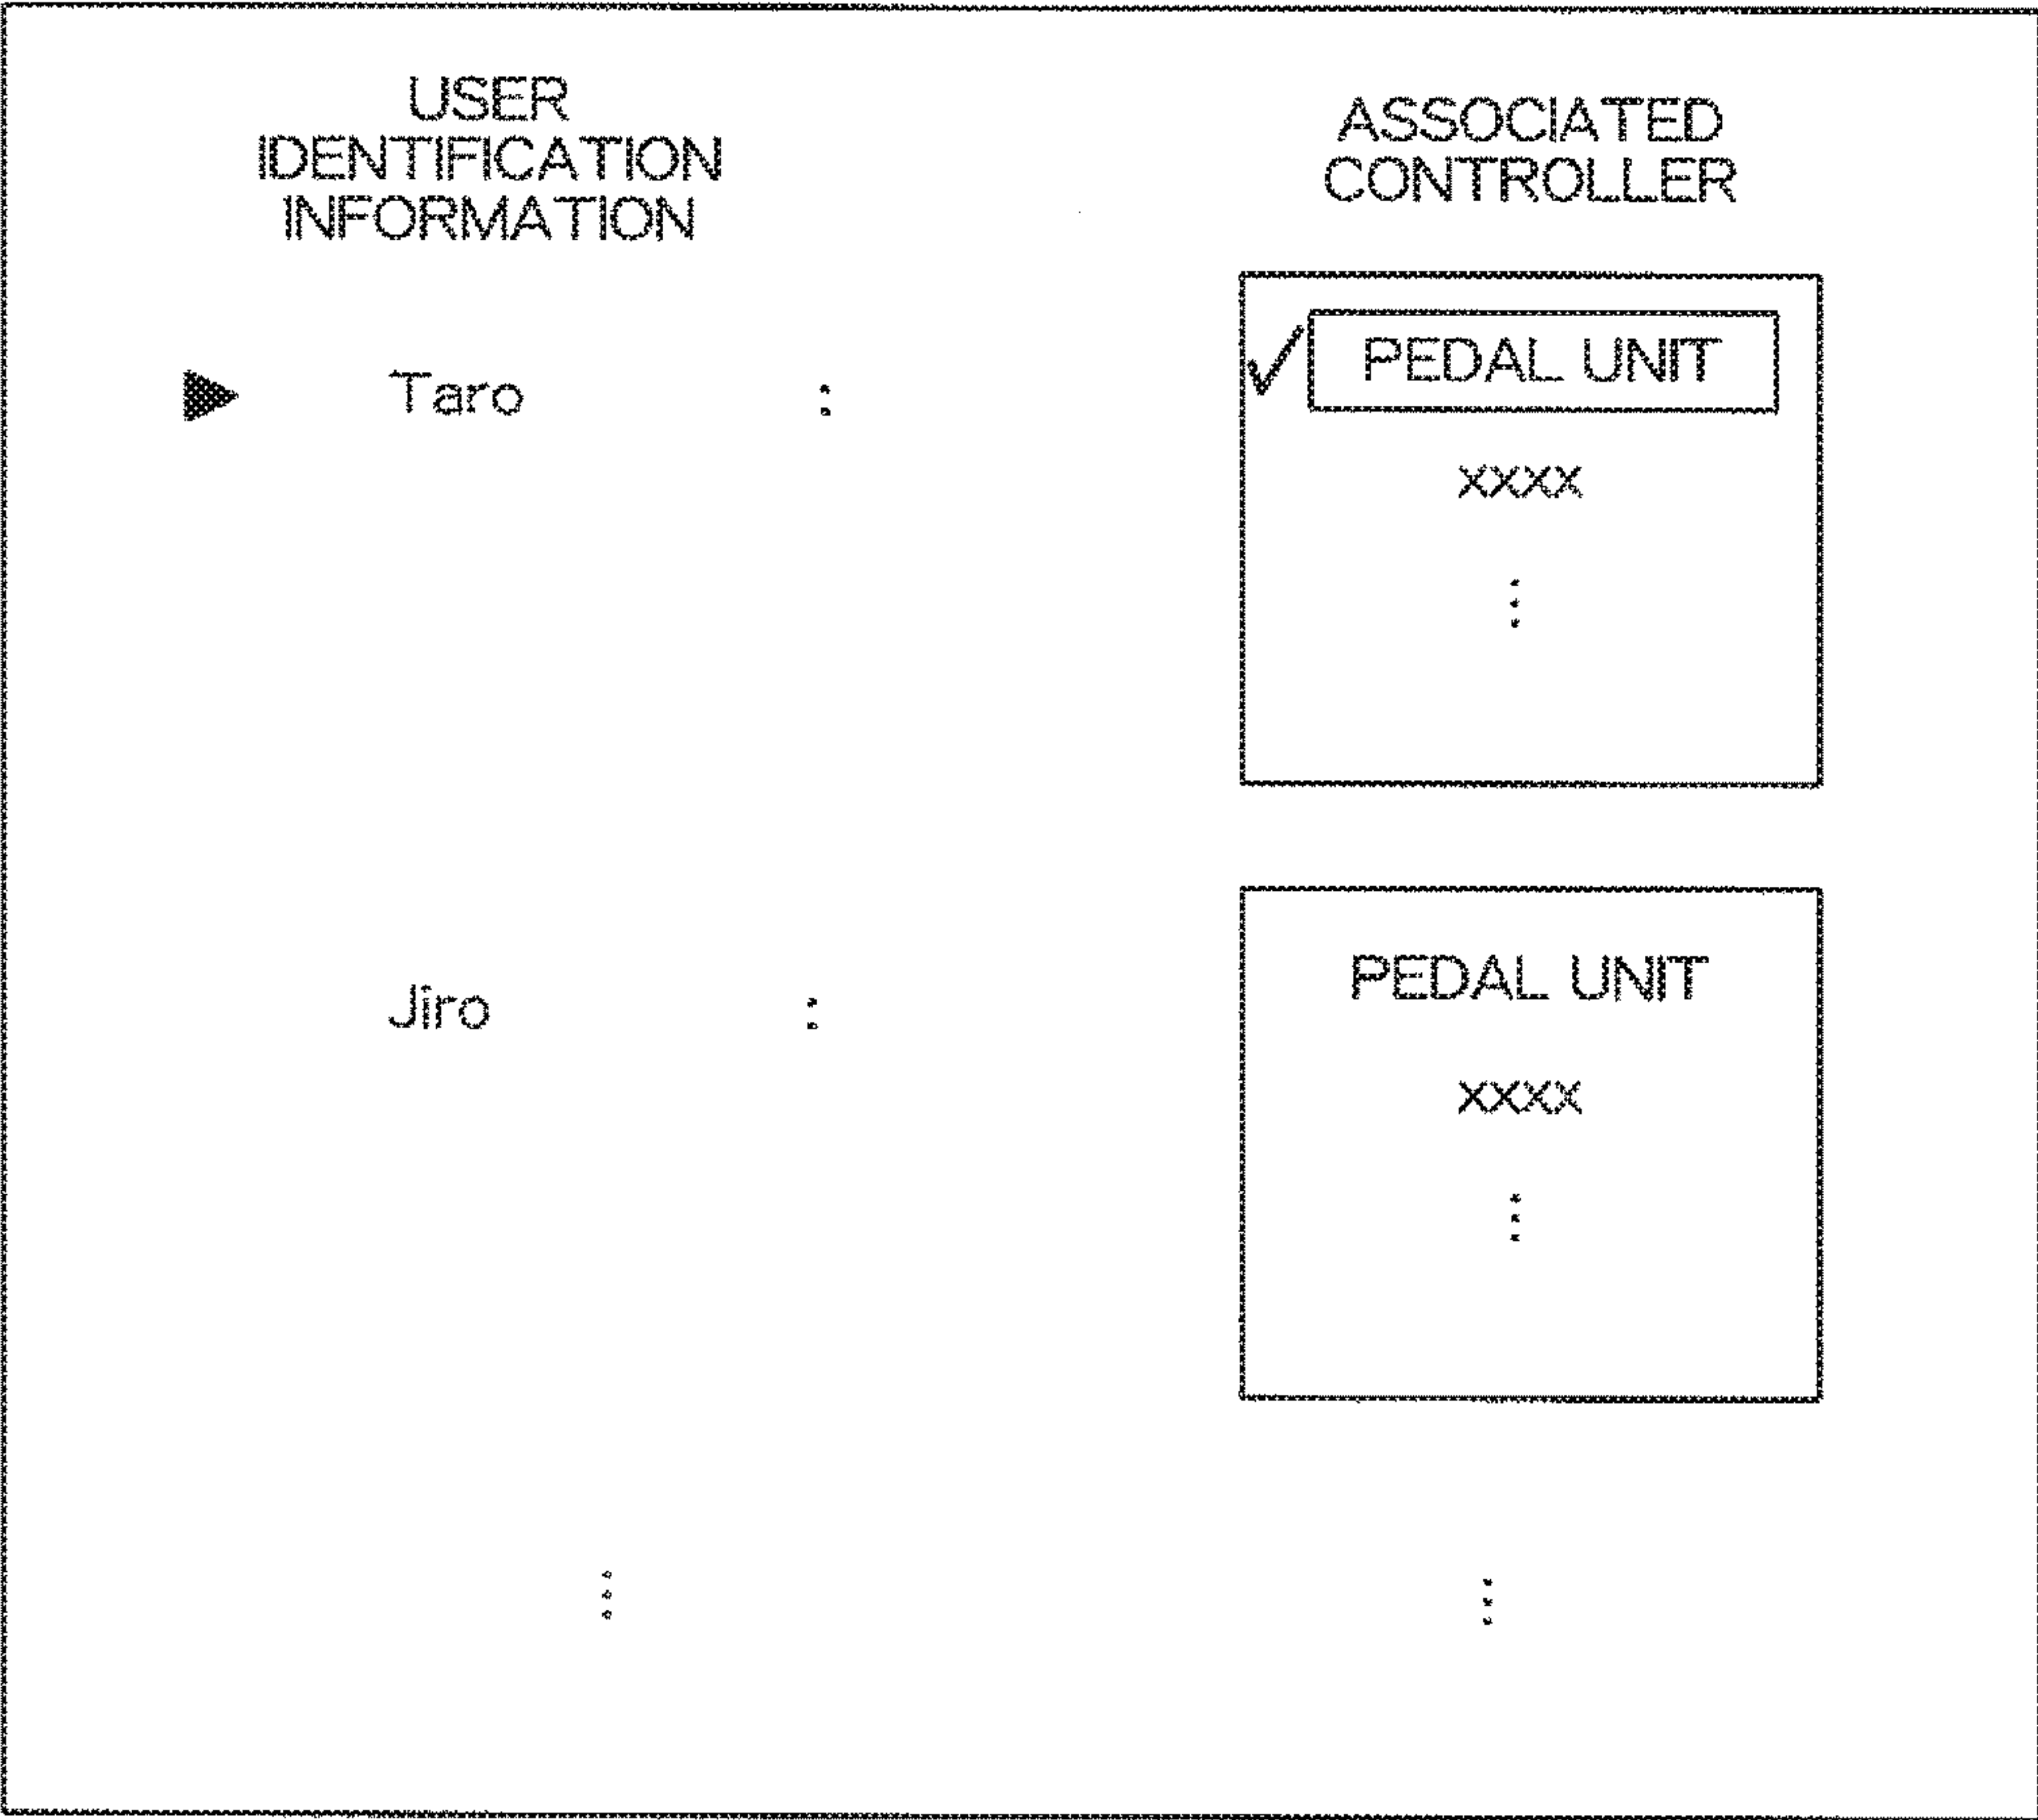 USER
IDENTIFICATION
INFORMATION
ASSOCIATED
CONTROLLER
▶ Taro :
✓ PEDAL UNIT
xxxx
⋮
Jiro :
PEDAL UNIT
xxxx
⋮
⋮ ⋮